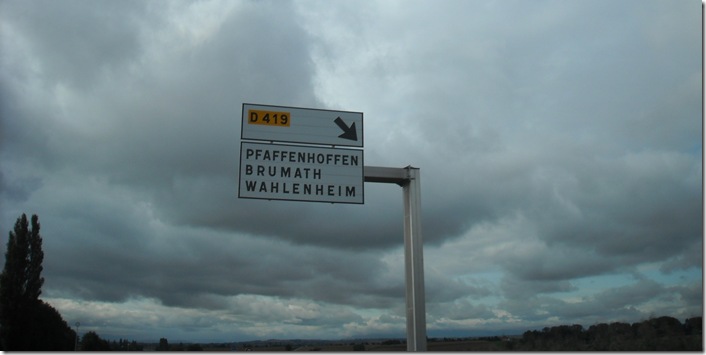 D 419
PFAFFENHOFFEN
BRUMATH
WAHLENHEIM